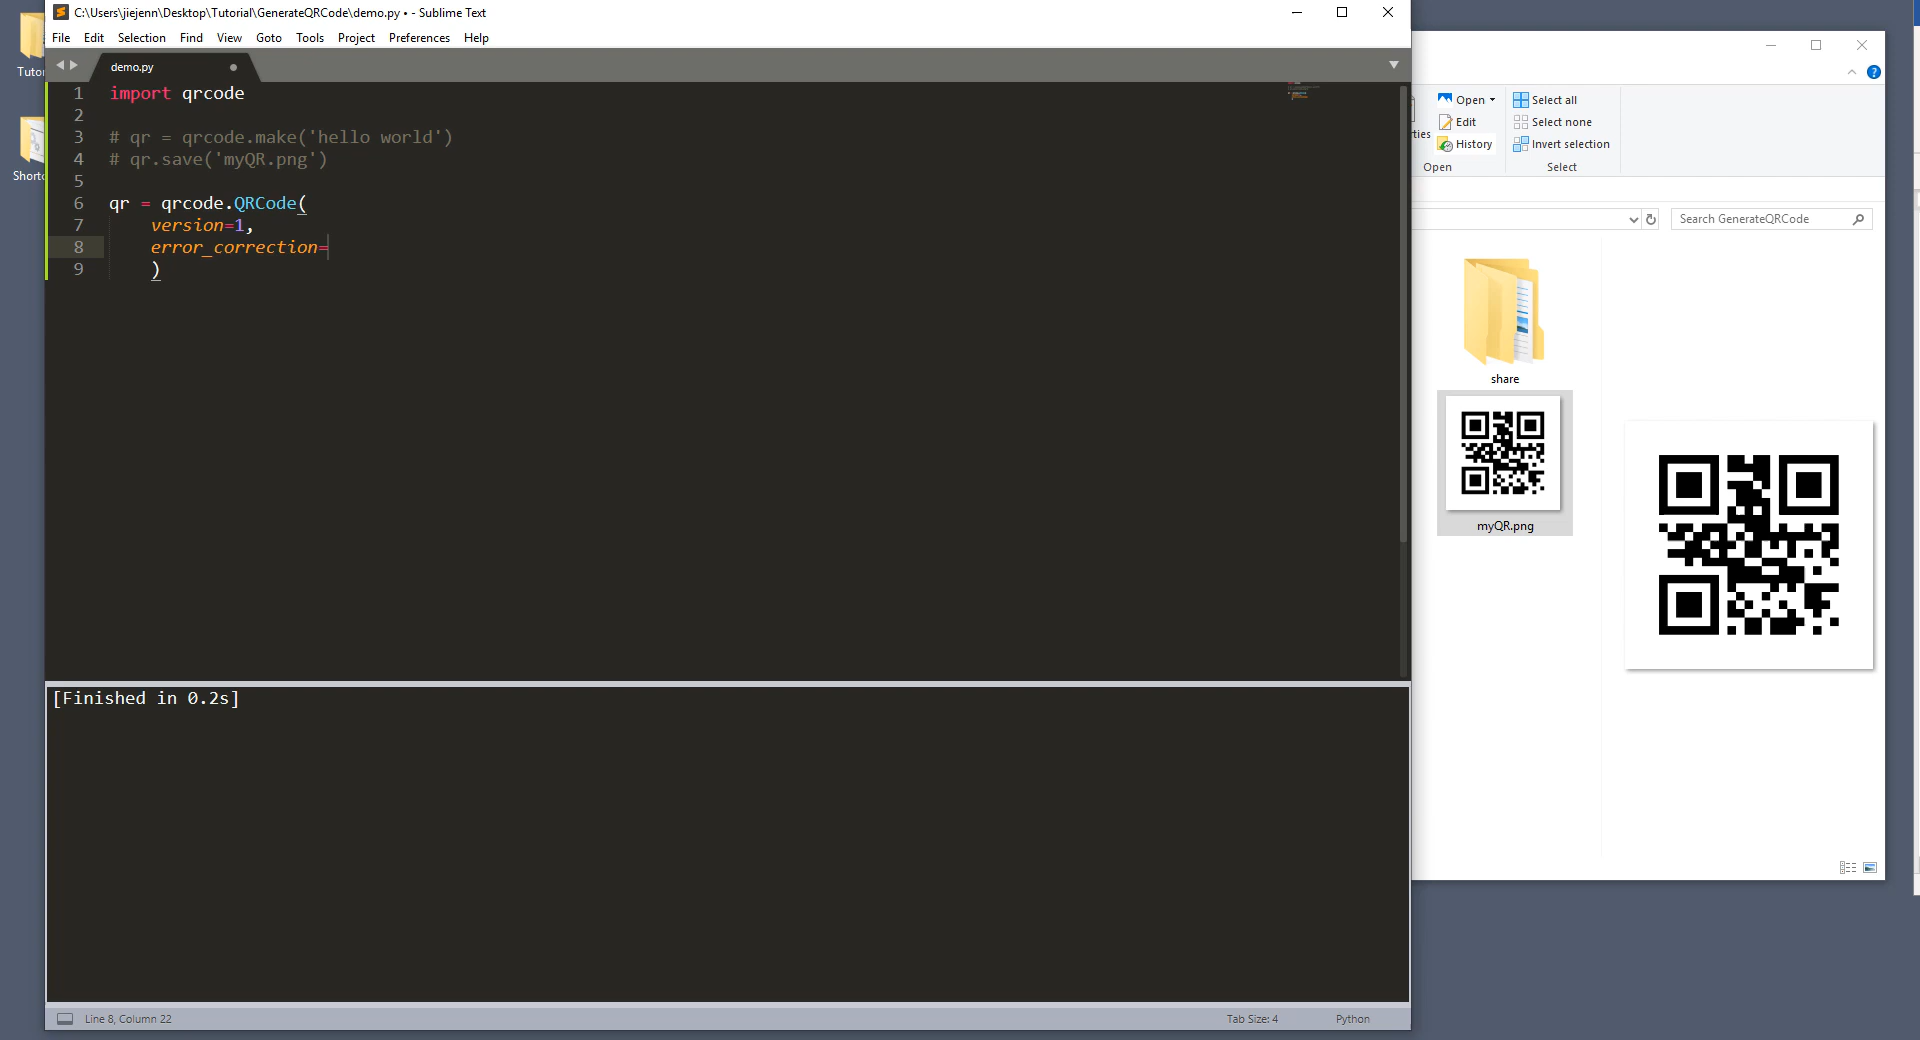 C:\Users\jiejenn\Desktop\Tutorial\GenerateQRCode\demo.py • - Sublime Text
File Edit Selection Find View Goto Tools Project Preferences Help
demo.py
1 import qrcode
2
3 # qr = qrcode.make('hello world')
4 # qr.save('myQR.png')
5
6 qr = qrcode.QRCode(
7 version=1,
8 error_correction=
9 )
[Finished in 0.2s]
Line 8, Column 22
Tab Size: 4
Python
Open
Edit
History
Open
Select all
Select none
Invert selection
Select
Search GenerateQRCode
share
myQR.png